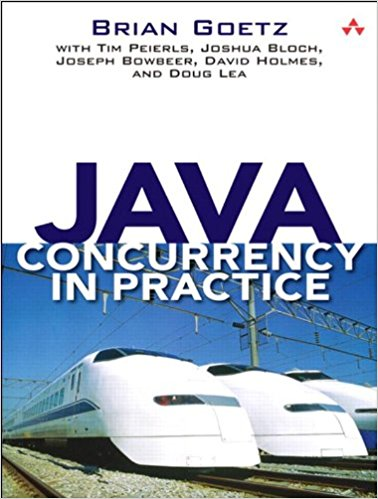 BRIAN GOETZ
WITH TIM PEIERLS, JOSHUA BLOCH,
JOSEPH BOWBEER, DAVID HOLMES,
AND DOUG LEA
JAVA
CONCURRENCY
IN PRACTICE